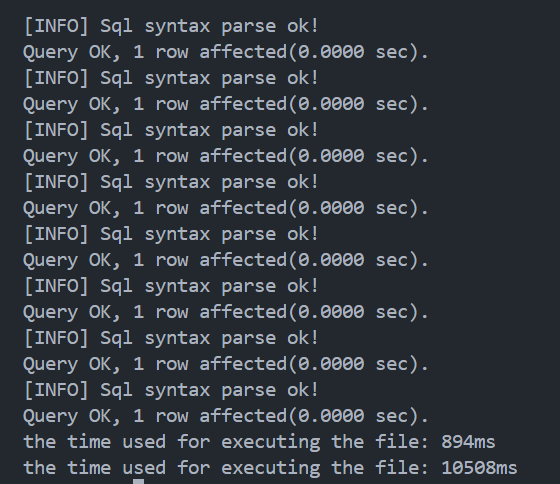 [INFO] Sql syntax parse ok!
Query OK, 1 row affected(0.0000 sec).
[INFO] Sql syntax parse ok!
Query OK, 1 row affected(0.0000 sec).
[INFO] Sql syntax parse ok!
Query OK, 1 row affected(0.0000 sec).
[INFO] Sql syntax parse ok!
Query OK, 1 row affected(0.0000 sec).
[INFO] Sql syntax parse ok!
Query OK, 1 row affected(0.0000 sec).
[INFO] Sql syntax parse ok!
Query OK, 1 row affected(0.0000 sec).
[INFO] Sql syntax parse ok!
Query OK, 1 row affected(0.0000 sec).
[INFO] Sql syntax parse ok!
Query OK, 1 row affected(0.0000 sec).
the time used for executing the file: 894ms
the time used for executing the file: 10508ms